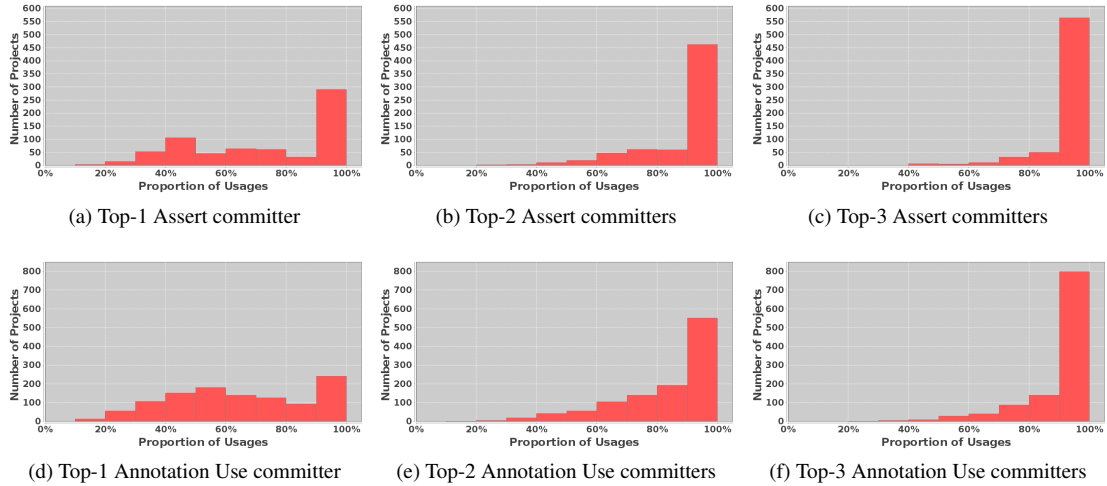 600
550
500
450
400
350
300
250
200
150
100
50
0
Number of Projects
0% 20% 40% 60% 80% 100%
Proportion of Usages
(a) Top-1 Assert committer
600
550
500
450
400
350
300
250
200
150
100
50
0
Number of Projects
0% 20% 40% 60% 80% 100%
Proportion of Usages
(b) Top-2 Assert committers
600
550
500
450
400
350
300
250
200
150
100
50
0
Number of Projects
0% 20% 40% 60% 80% 100%
Proportion of Usages
(c) Top-3 Assert committers
800
700
600
500
400
300
200
100
0
Number of Projects
0% 20% 40% 60% 80% 100%
Proportion of Usages
(d) Top-1 Annotation Use committer
800
700
600
500
400
300
200
100
0
Number of Projects
0% 20% 40% 60% 80% 100%
Proportion of Usages
(e) Top-2 Annotation Use committers
800
700
600
500
400
300
200
100
0
Number of Projects
0% 20% 40% 60% 80% 100%
Proportion of Usages
(f) Top-3 Annotation Use committers